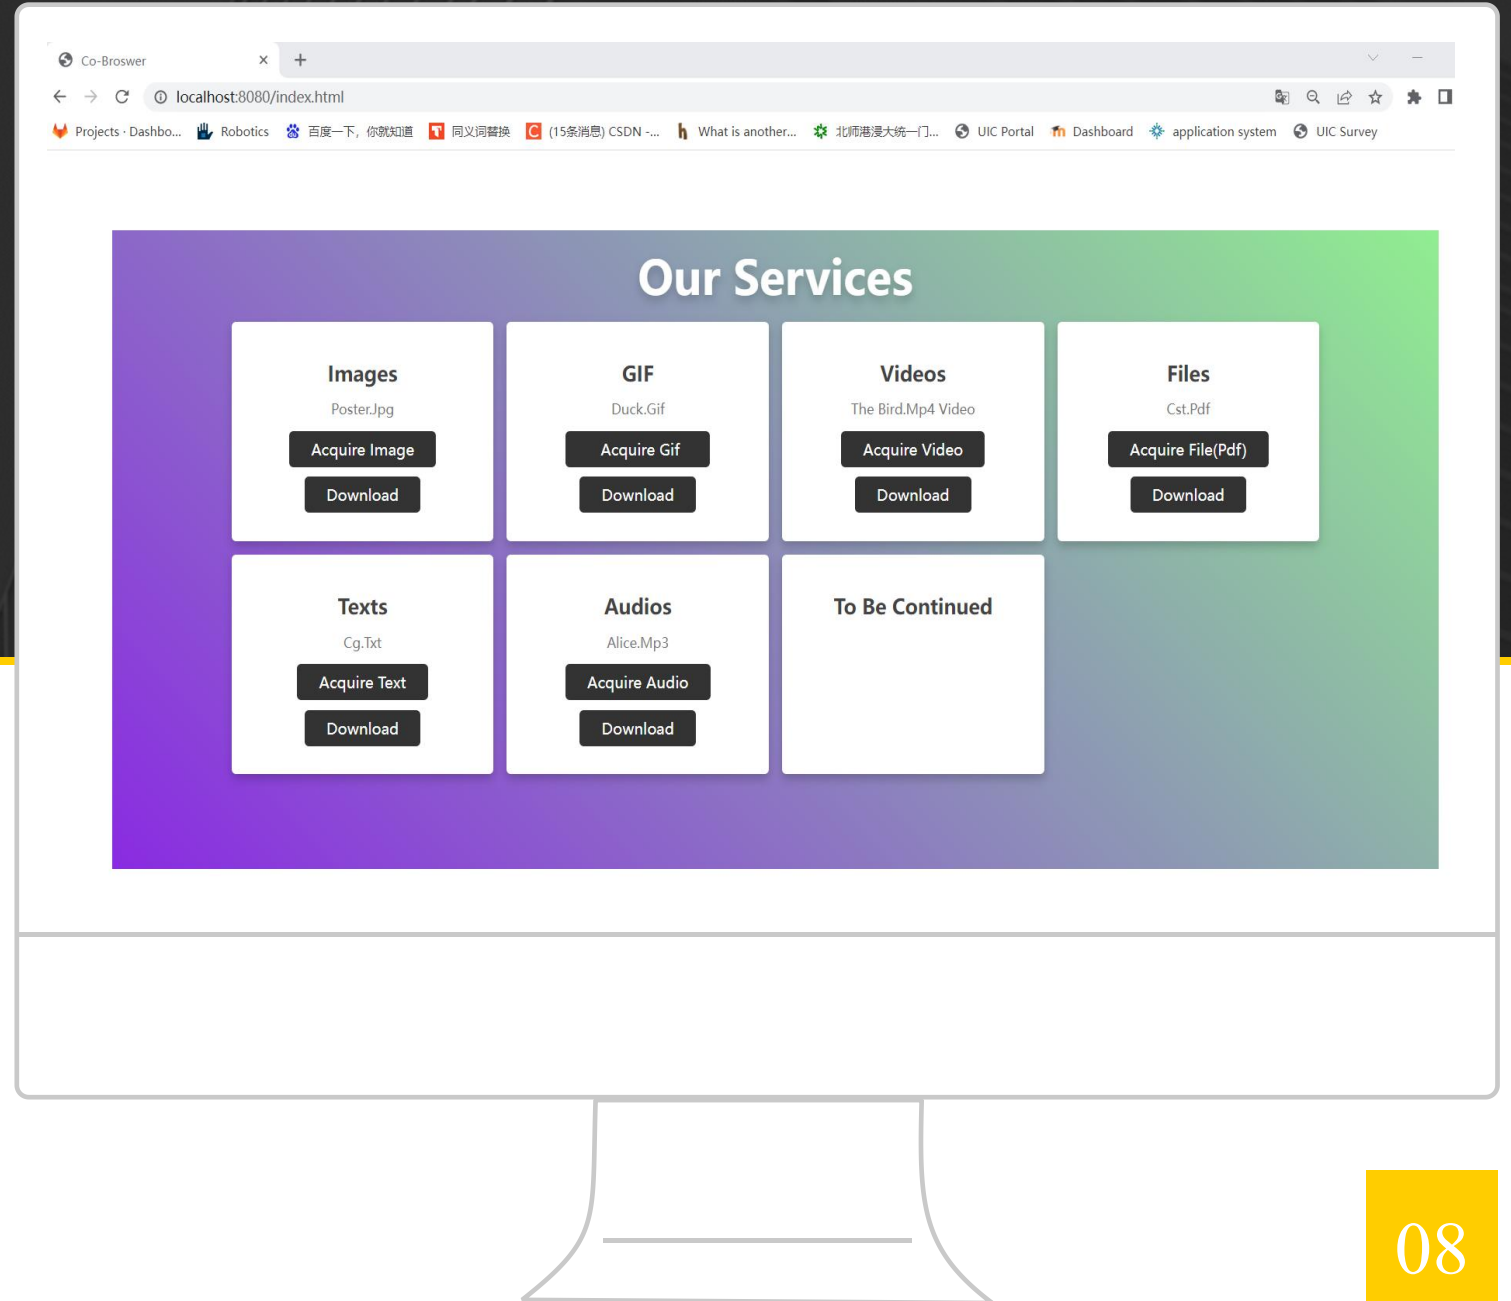 Co-Broswer
localhost:8080/index.html
Projects · Dashbo... Robotics 百度一下，你就知道 同义词替换 (15条消息) CSDN -... What is another... 北师港浸大统一门... UIC Portal Dashboard application system UIC Survey
Our Services
Images
Poster.Jpg
Acquire Image
Download
GIF
Duck.Gif
Acquire Gif
Download
Videos
The Bird.Mp4 Video
Acquire Video
Download
Files
Cst.Pdf
Acquire File(Pdf)
Download
Texts
Cg.Txt
Acquire Text
Download
Audios
Alice.Mp3
Acquire Audio
Download
To Be Continued
08